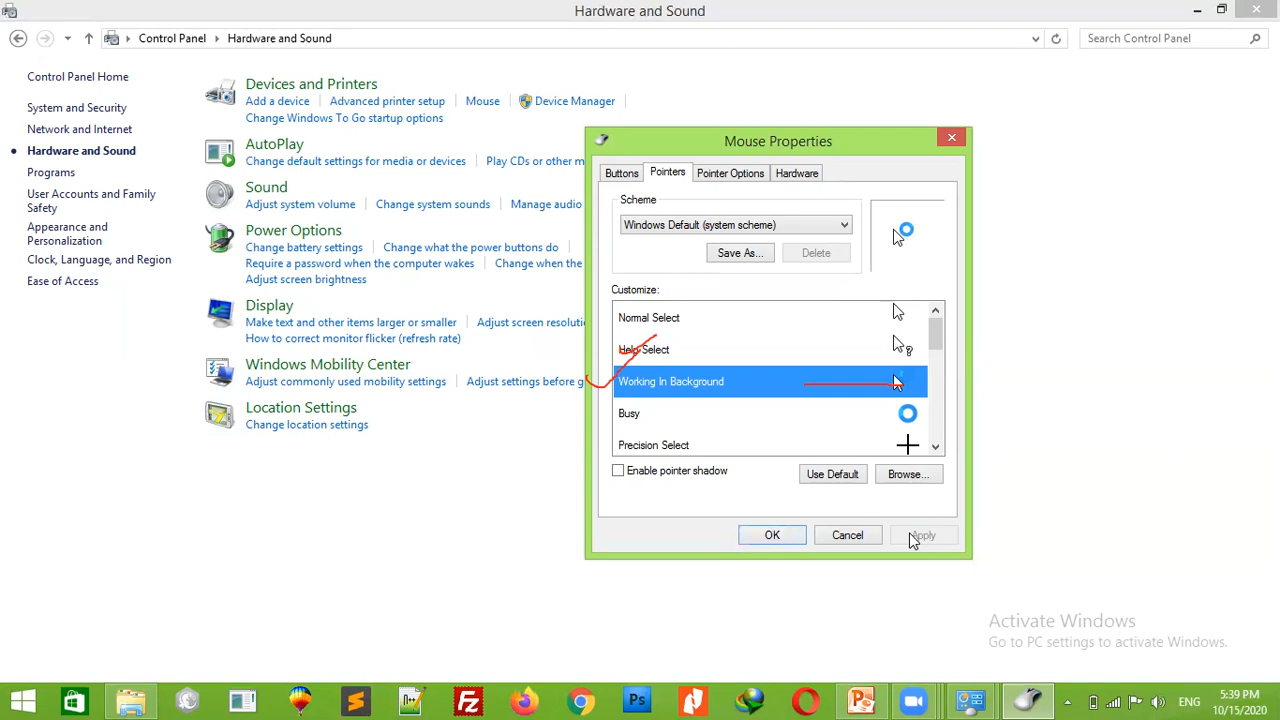 Hardware and Sound
Control Panel Hardware and Sound
Search Control Panel
Control Panel Home
System and Security
Network and Internet
Hardware and Sound
Programs
User Accounts and Family
Safety
Appearance and
Personalization
Clock, Language, and Region
Ease of Access
Devices and Printers
Add a device Advanced printer setup Mouse Device Manager
Change Windows To Go startup options
AutoPlay
Change default settings for media or devices Play CDs or other m
Sound
Adjust system volume Change system sounds Manage audio
Power Options
Change battery settings Change what the power buttons do
Require a password when the computer wakes Change when the
Adjust screen brightness
Display
Make text and other items larger or smaller Adjust screen resoluti
How to correct monitor flicker (refresh rate)
Windows Mobility Center
Adjust commonly used mobility settings Adjust settings before g
Location Settings
Change location settings
Mouse Properties
Buttons Pointers Pointer Options Hardware
Scheme
Windows Default (system scheme)
Save As... Delete
Customize:
Normal Select
Help Select
Working In Background
Busy
Precision Select
Enable pointer shadow
Use Default Browse...
OK Cancel Apply
Activate Windows
Go to PC settings to activate Windows.
Fz
Ps
ENG
5:39 PM
10/15/2020